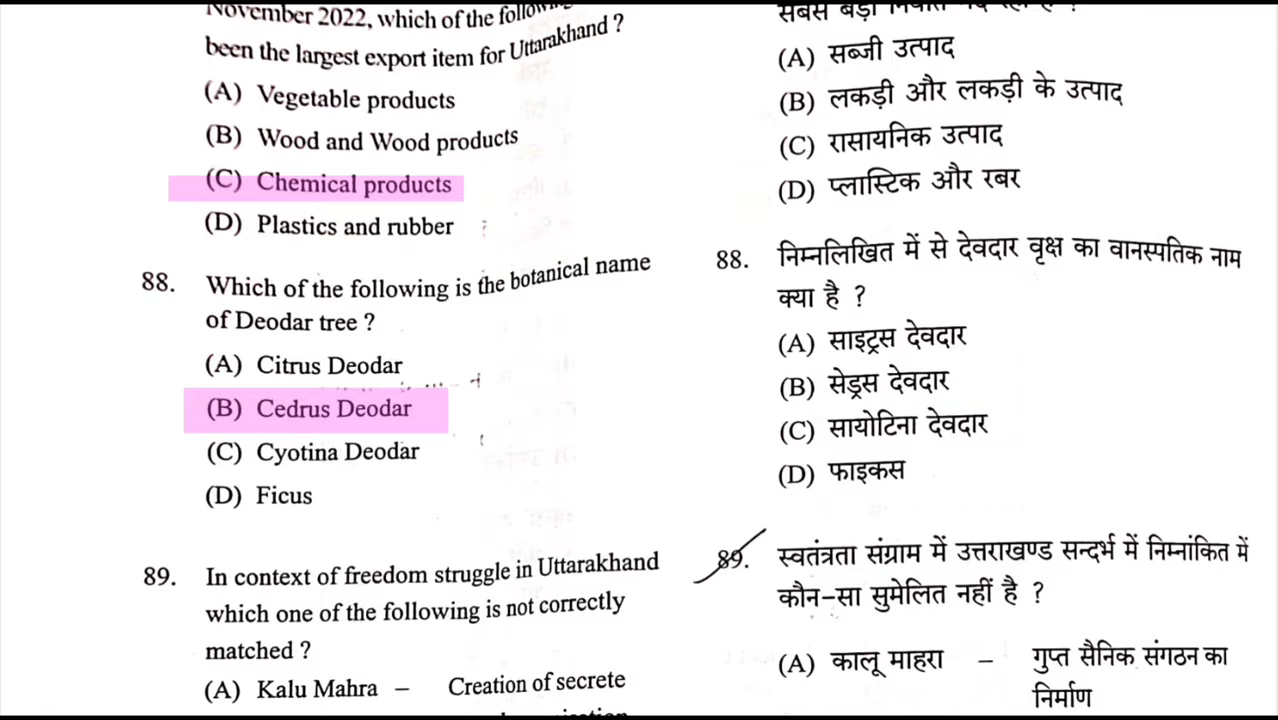 November 2022, which of the following
been the largest export item for Uttarakhand ?
(A) Vegetable products
(B) Wood and Wood products
(C) Chemical products
(D) Plastics and rubber
88. Which of the following is the botanical name
of Deodar tree ?
(A) Citrus Deodar
(B) Cedrus Deodar
(C) Cyotina Deodar
(D) Ficus
89. In context of freedom struggle in Uttarakhand
which one of the following is not correctly
matched ?
(A) Kalu Mahra – Creation of secrete
(A) सब्जी उत्पाद
(B) लकड़ी और लकड़ी के उत्पाद
(C) रासायनिक उत्पाद
(D) प्लास्टिक और रबर
88. निम्नलिखित में से देवदार वृक्ष का वानस्पतिक नाम
क्या है ?
(A) साइट्रस देवदार
(B) सेड्रस देवदार
(C) सायोटिना देवदार
(D) फाइकस
89. स्वतंत्रता संग्राम में उत्तराखण्ड सन्दर्भ में निम्नांकित में
कौन-सा सुमेलित नहीं है ?
(A) कालू माहरा – गुप्त सैनिक संगठन का
निर्माण